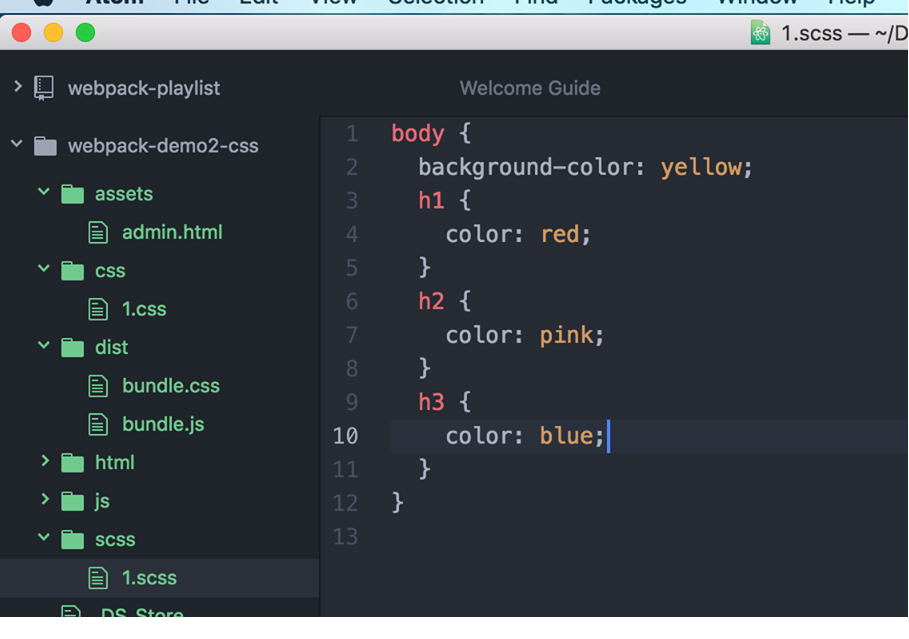 Atom File Edit View Selection Find Packages Window Help
1.scss — ~/D
webpack-playlist
Welcome Guide
webpack-demo2-css
assets
admin.html
css
1.css
dist
bundle.css
bundle.js
html
js
scss
1.scss
.DS_Store
1 body {
2 background-color: yellow;
3 h1 {
4 color: red;
5 }
6 h2 {
7 color: pink;
8 }
9 h3 {
10 color: blue;
11 }
12 }
13